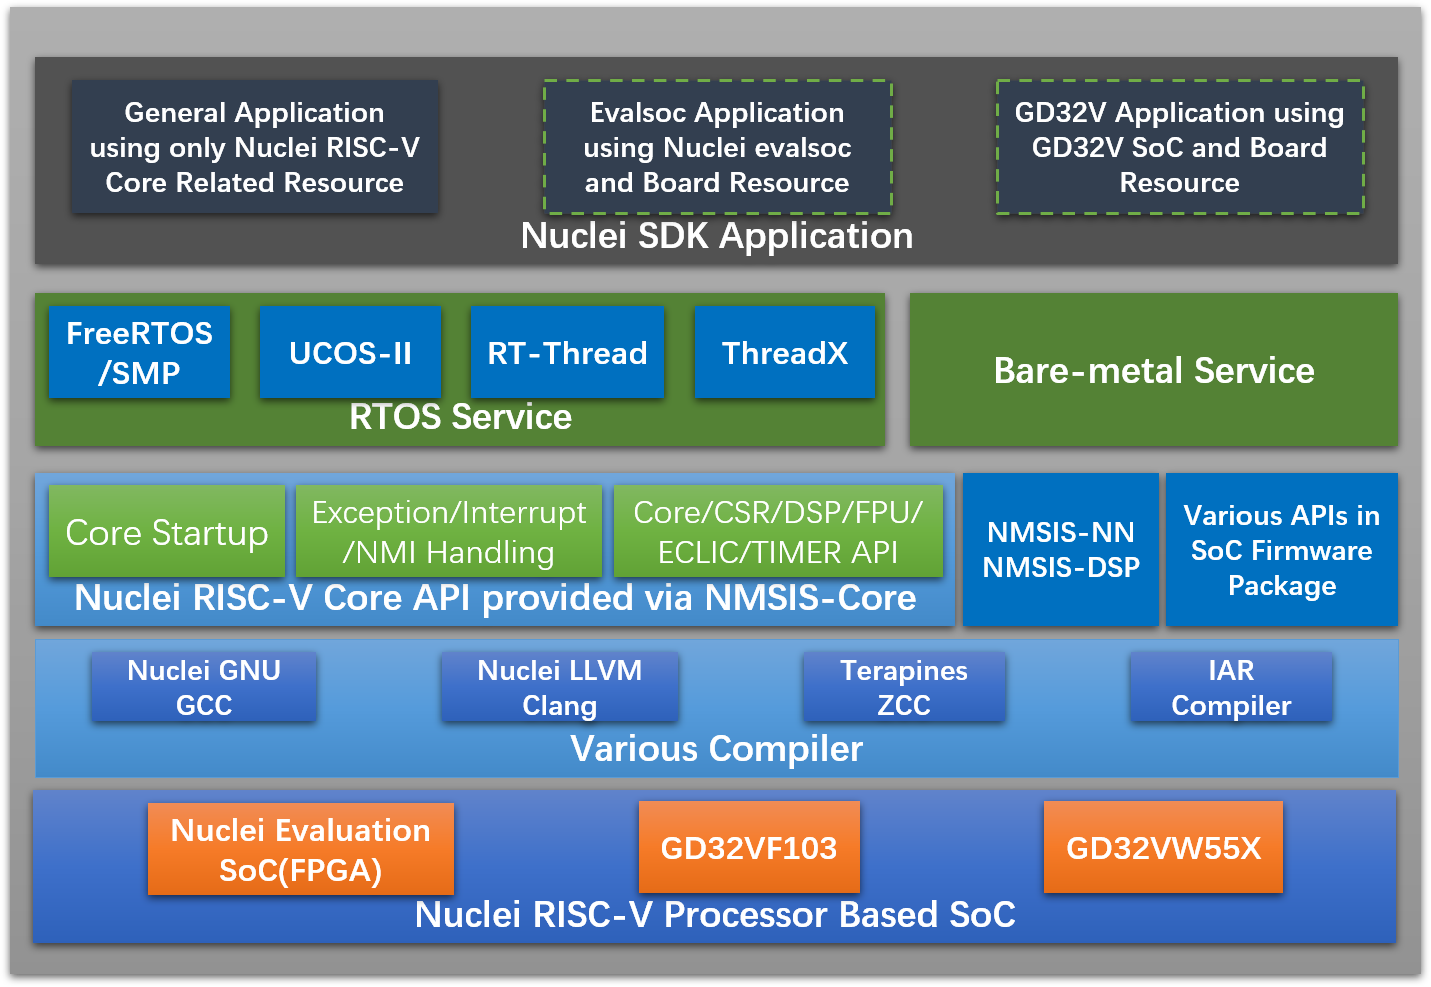 General Application
using only Nuclei RISC-V
Core Related Resource
Evalsoc Application
using Nuclei evalsoc
and Board Resource
GD32V Application using
GD32V SoC and Board
Resource
Nuclei SDK Application
FreeRTOS
/SMP
UCOS-II
RT-Thread
ThreadX
RTOS Service
Bare-metal Service
Core Startup
Exception/Interrupt
/NMI Handling
Core/CSR/DSP/FPU/
ECLIC/TIMER API
Nuclei RISC-V Core API provided via NMSIS-Core
NMSIS-NN
NMSIS-DSP
Various APIs in
SoC Firmware
Package
Nuclei GNU
GCC
Nuclei LLVM
Clang
Terapines
ZCC
IAR
Compiler
Various Compiler
Nuclei Evaluation
SoC(FPGA)
GD32VF103
GD32VW55X
Nuclei RISC-V Processor Based SoC